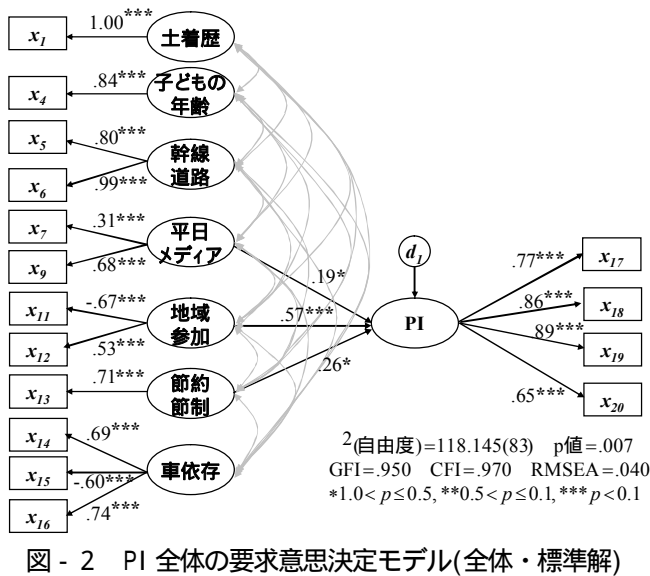 x1 1.00*** 土着歴
x4 .84*** 子どもの
年齢
x5 .80*** 幹線
道路
x6 .99***
x7 .31*** 平日
メディア
x9 .68***
x11 -.67*** 地域
参加
x12 .53***
x13 .71*** 節約
節制
x14 .69***
x15 -.60*** 車依存
x16 .74***
.19*
.57***
.26*
d1
PI
.77*** x17
.86*** x18
89*** x19
.65*** x20
2(自由度)=118.145(83) p値=.007
GFI=.950 CFI=.970 RMSEA=.040
*1.0< p≤0.5, **0.5< p≤0.1, *** p<0.1
図 - 2 PI 全体の要求意思決定モデル(全体・標準解)